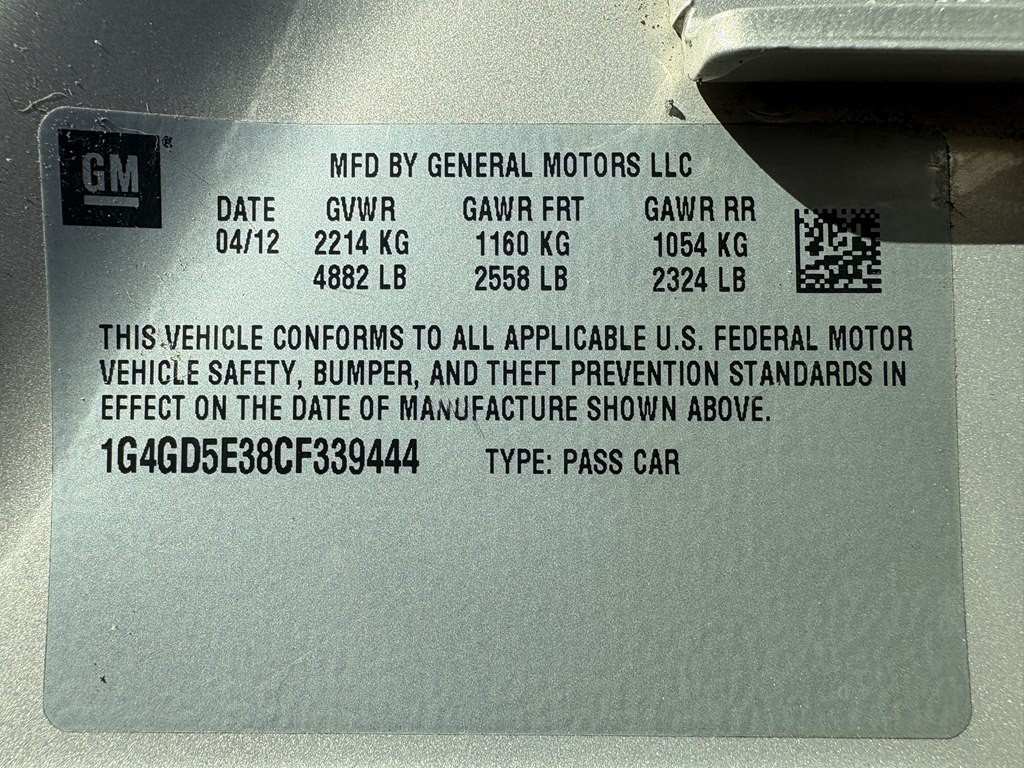 GM®
MFD BY GENERAL MOTORS LLC
DATE GVWR GAWR FRT GAWR RR
04/12 2214 KG 1160 KG 1054 KG
4882 LB 2558 LB 2324 LB
THIS VEHICLE CONFORMS TO ALL APPLICABLE U.S. FEDERAL MOTOR
VEHICLE SAFETY, BUMPER, AND THEFT PREVENTION STANDARDS IN
EFFECT ON THE DATE OF MANUFACTURE SHOWN ABOVE.
1G4GD5E38CF339444 TYPE: PASS CAR